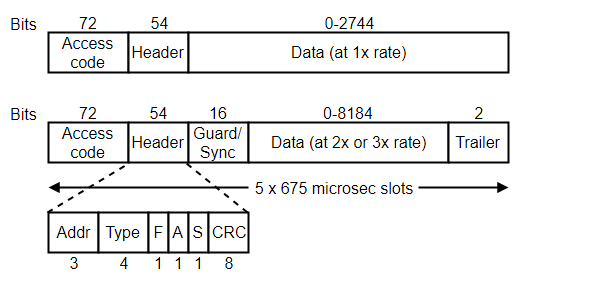 Bits 72 54 0-2744
Access code Header Data (at 1x rate)
Bits 72 54 16 0-8184 2
Access code Header Guard/ Sync Data (at 2x or 3x rate) Trailer
5 x 675 microsec slots
Addr Type F A S CRC
3 4 1 1 1 8